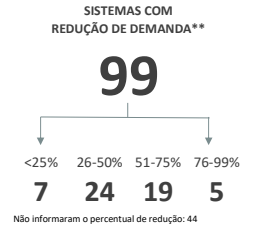 SISTEMAS COM
REDUÇÃO DE DEMANDA**
99
<25% 26-50% 51-75% 76-99%
7 24 19 5
Não informaram o percentual de redução: 44